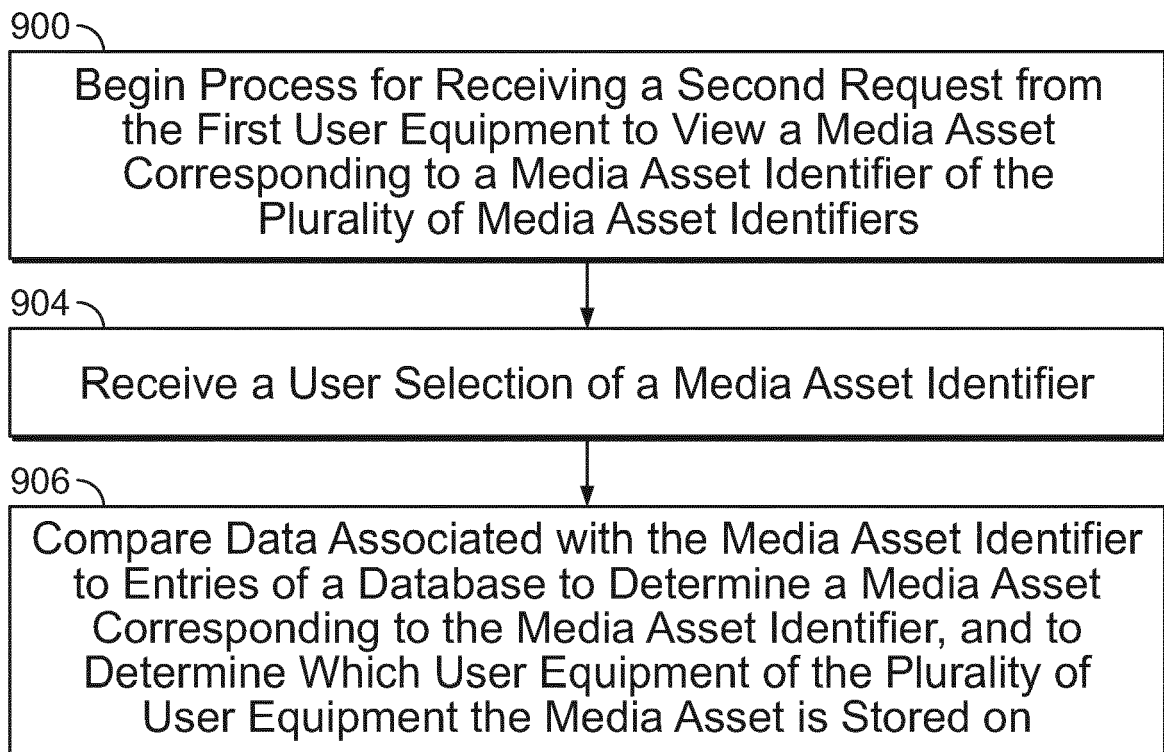 900
Begin Process for Receiving a Second Request from
the First User Equipment to View a Media Asset
Corresponding to a Media Asset Identifier of the
Plurality of Media Asset Identifiers
904
Receive a User Selection of a Media Asset Identifier
906
Compare Data Associated with the Media Asset Identifier
to Entries of a Database to Determine a Media Asset
Corresponding to the Media Asset Identifier, and to
Determine Which User Equipment of the Plurality of
User Equipment the Media Asset is Stored on